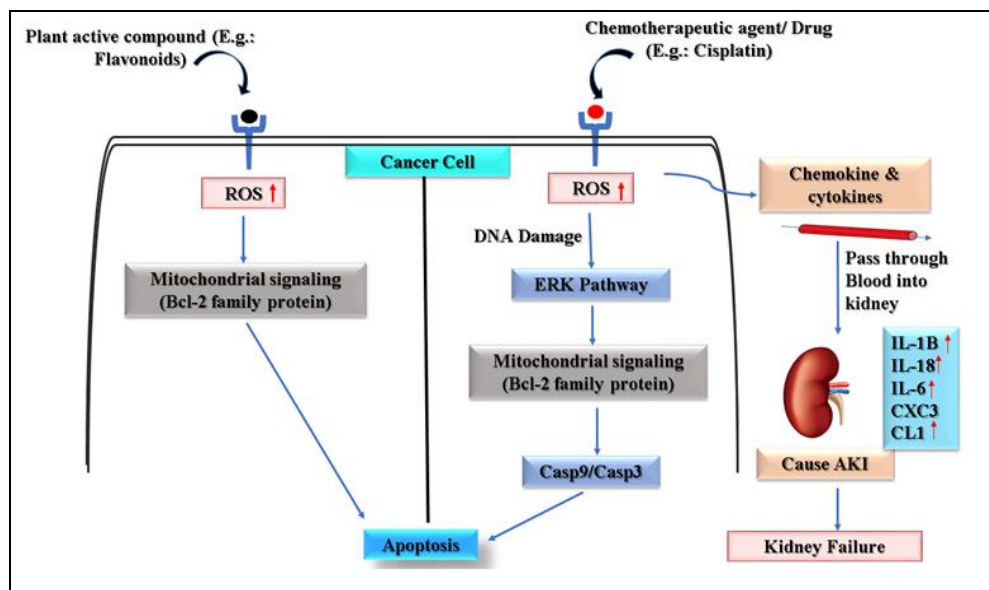 Plant active compound (E.g.:
Flavonoids)
Chemotherapeutic agent/ Drug
(E.g.: Cisplatin)
Cancer Cell
ROS
ROS
Chemokine &
cytokines
DNA Damage
Mitochondrial signaling
(Bcl-2 family protein)
ERK Pathway
Pass through
Blood into
kidney
Mitochondrial signaling
(Bcl-2 family protein)
IL-1B
IL-18
IL-6
CXC3
CL1
Casp9/Casp3
Cause AKI
Apoptosis
Kidney Failure